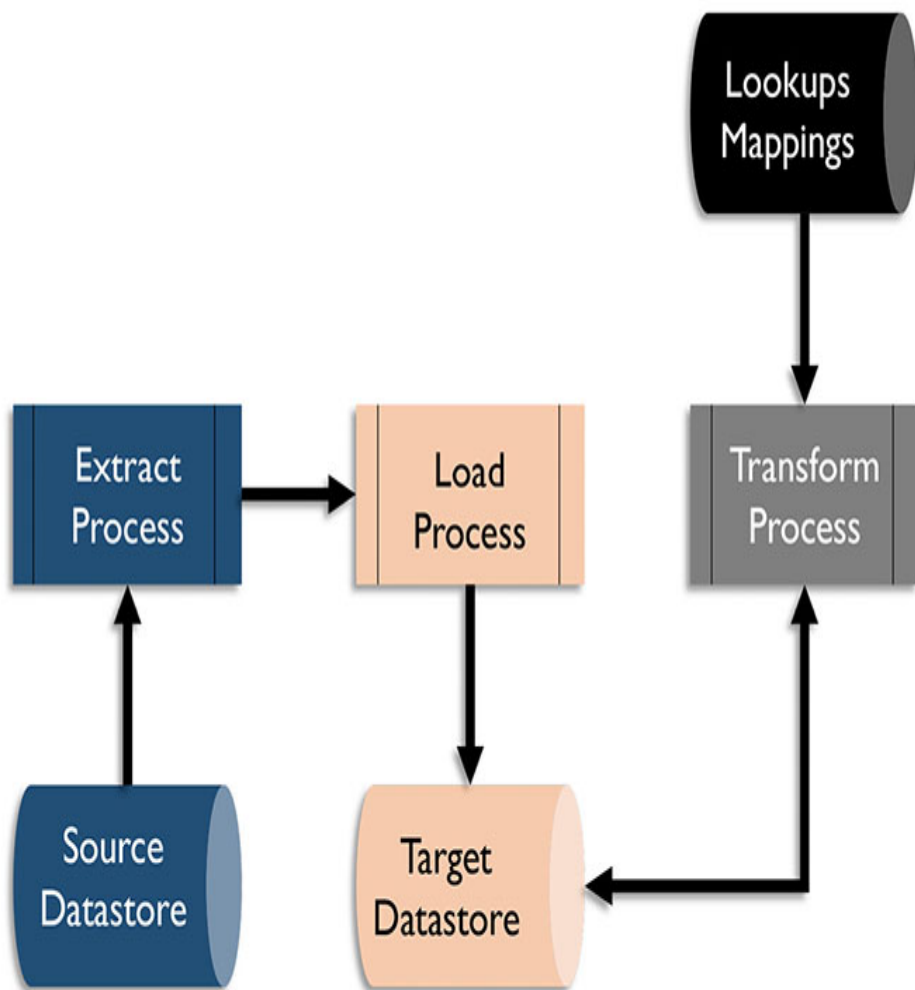 Lookups
Mappings
Extract
Process
Load
Process
Transform
Process
Source
Datastore
Target
Datastore